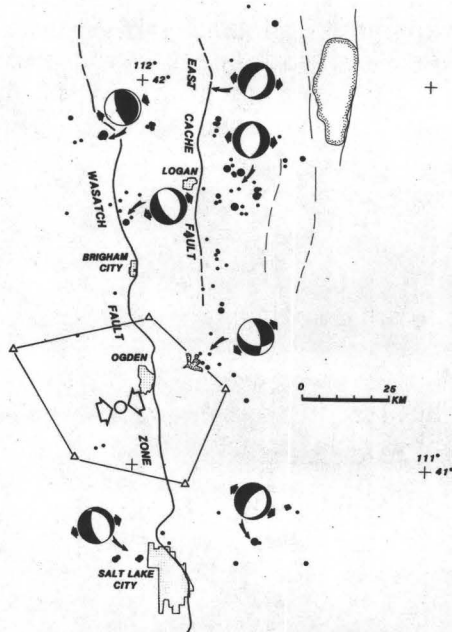 112°
42°
EAST
CACHE
FAULT
LOGAN
WASATCH
FAULT
ZONE
BRIGHAM
CITY
OGDEN
0 25
KM
111°
41°
SALT LAKE
CITY